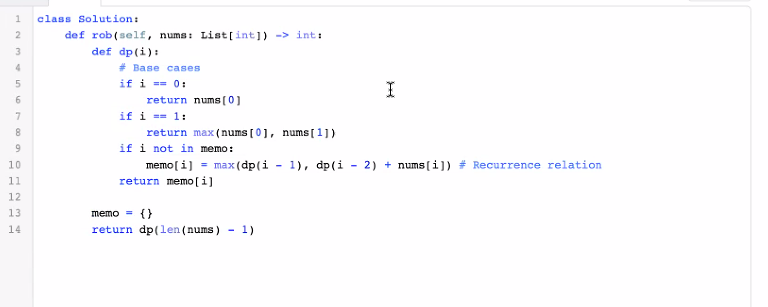 1 class Solution:
2     def rob(self, nums: List[int]) -> int:
3         def dp(i):
4             # Base cases
5             if i == 0:
6                 return nums[0]
7             if i == 1:
8                 return max(nums[0], nums[1])
9             if i not in memo:
10                 memo[i] = max(dp(i - 1), dp(i - 2) + nums[i]) # Recurrence relation
11             return memo[i]
12
13         memo = {}
14         return dp(len(nums) - 1)